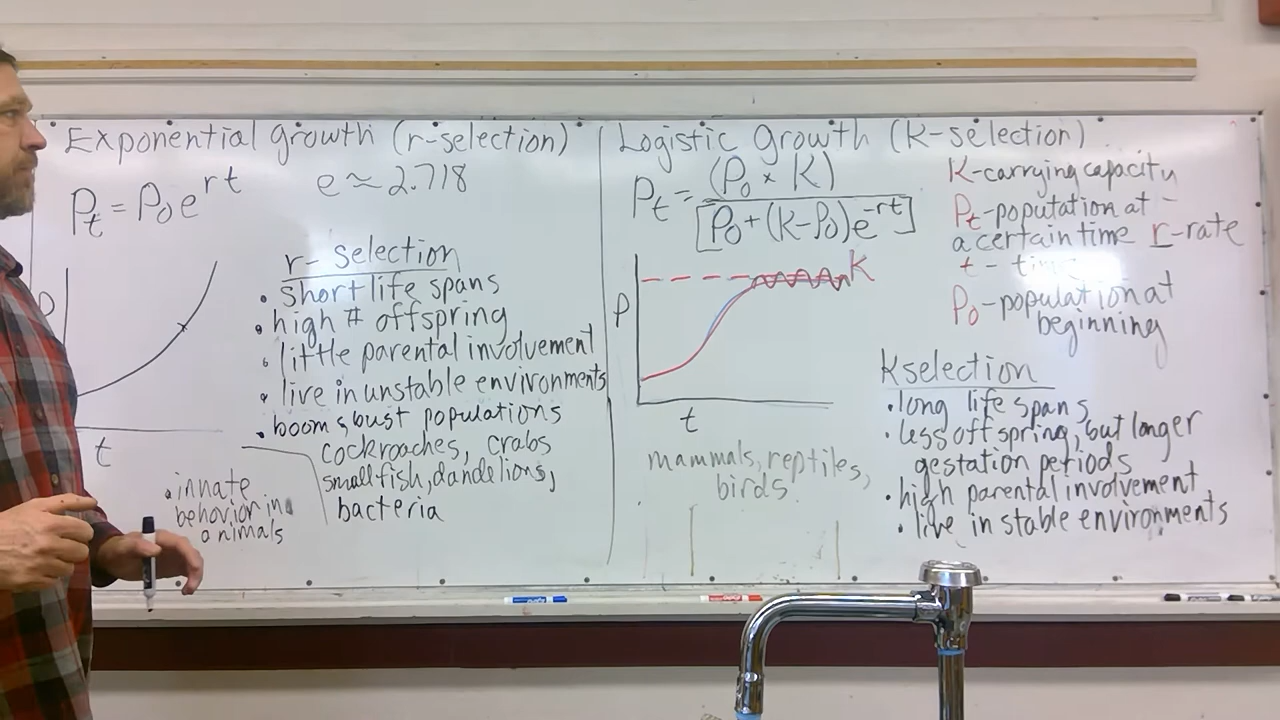 Exponential growth (r-selection)
Pt = P0 e^rt
e ≈ 2.718
P
t
r-selection
• short life spans
• high # offspring
• little parental involvement
• live in unstable environments
• boom & bust populations
cockroaches, crabs
small fish, dandelions,
bacteria
• innate
behavior in
animals
Logistic Growth (K-selection)
Pt = (P0 × K)
[P0 + (K-P0)e^-rt]
K-carrying capacity
Pt-population at
a certain time r-rate
t - time
P0-population at
beginning
K
P
t
mammals, reptiles,
birds.
K selection
• long life spans
• less offspring, but longer
gestation periods
• high parental involvement
• live in stable environments